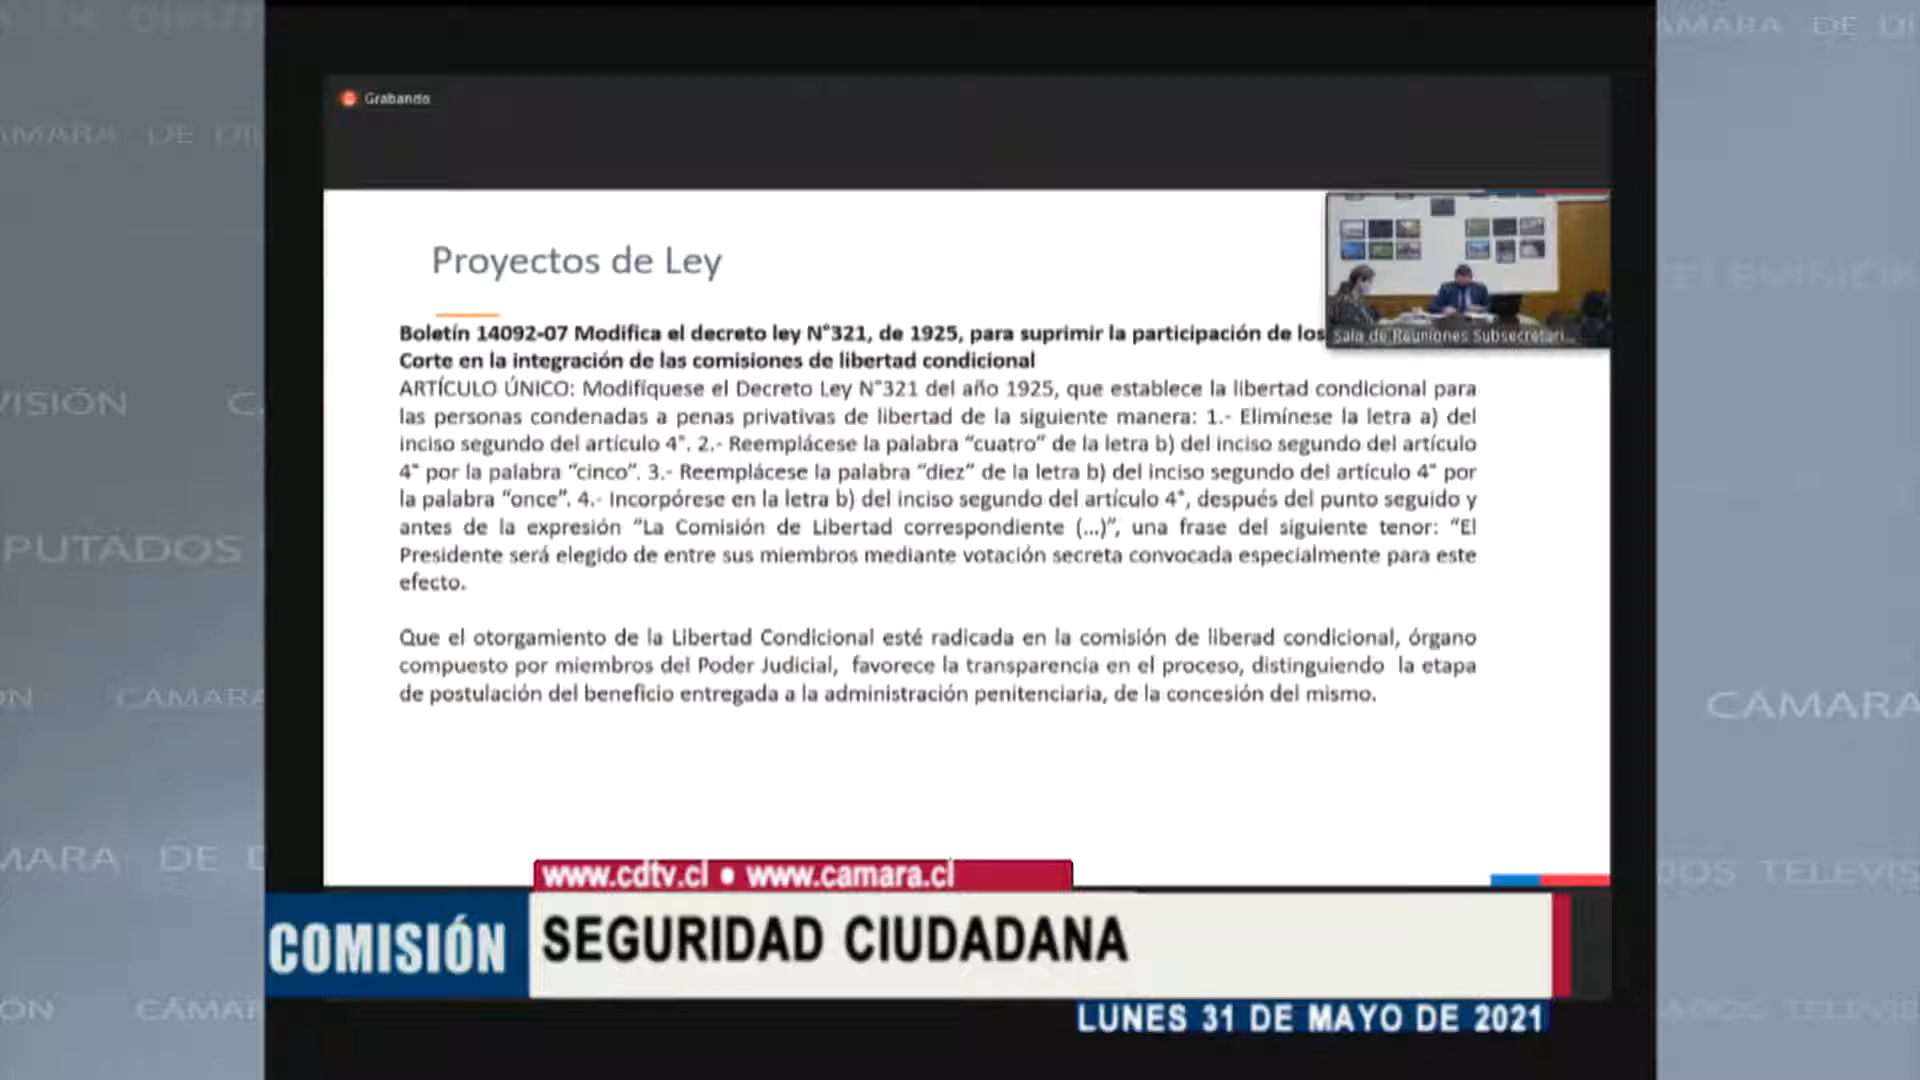 Grabando
Proyectos de Ley
Boletín 14092-07 Modifica el decreto ley N°321, de 1925, para suprimir la participación de los
Corte en la integración de las comisiones de libertad condicional
ARTÍCULO ÚNICO: Modifíquese el Decreto Ley N°321 del año 1925, que establece la libertad condicional para
las personas condenadas a penas privativas de libertad de la siguiente manera: 1.- Elimínese la letra a) del
inciso segundo del artículo 4°. 2.- Reemplácese la palabra “cuatro” de la letra b) del inciso segundo del artículo
4° por la palabra “cinco”. 3.- Reemplácese la palabra “diez” de la letra b) del inciso segundo del artículo 4° por
la palabra “once”. 4.- Incorpórese en la letra b) del inciso segundo del artículo 4°, después del punto seguido y
antes de la expresión “La Comisión de Libertad correspondiente (...)”, una frase del siguiente tenor: “El
Presidente será elegido de entre sus miembros mediante votación secreta convocada especialmente para este
efecto.
Que el otorgamiento de la Libertad Condicional esté radicada en la comisión de liberad condicional, órgano
compuesto por miembros del Poder Judicial, favorece la transparencia en el proceso, distinguiendo la etapa
de postulación del beneficio entregada a la administración penitenciaria, de la concesión del mismo.
Sala de Reuniones Subsecretari...
www.cdtv.cl • www.camara.cl
COMISIÓN
SEGURIDAD CIUDADANA
LUNES 31 DE MAYO DE 2021
CÁMARA
PUTADOS
VISIÓN
CAMARA